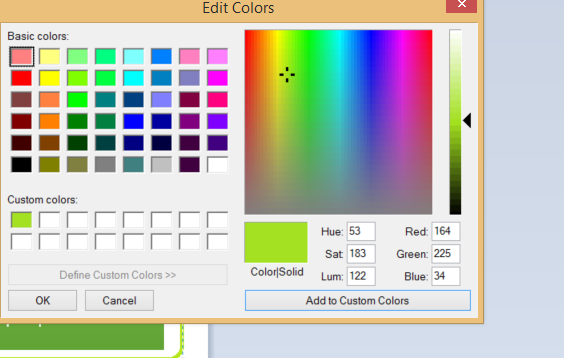 Edit Colors
Basic colors:
Custom colors:
Define Custom Colors >>
OK
Cancel
Color|Solid
Hue: 53
Sat: 183
Lum: 122
Red: 164
Green: 225
Blue: 34
Add to Custom Colors